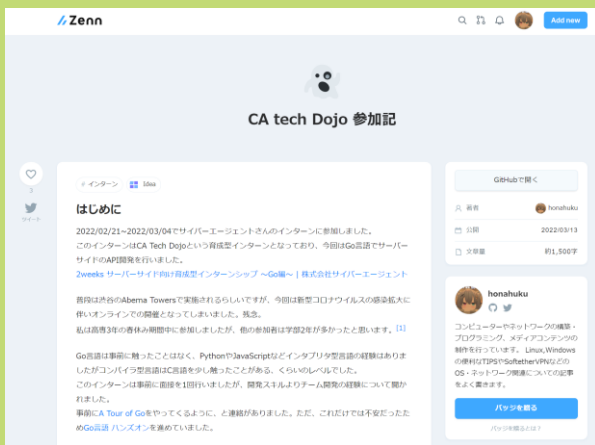 Zenn
Add new
CA tech Dojo 参加記
3
ツイート
# インターン
Idea
はじめに
2022/02/21~2022/03/04でサイバーエージェントさんのインターンに参加しました。
このインターンはCA Tech Dojoという育成型インターンとなっており、今回はGo言語でサーバー
サイドのAPI開発を行いました。
2weeks サーバーサイド向け育成型インターンシップ ～Go編～ | 株式会社サイバーエージェント
普段は渋谷のAbema Towersで実施されるらしいですが、今回は新型コロナウイルスの感染拡大に
伴いオンラインでの開催となってしまいました。残念。
私は高専3年の春休み期間中に参加しましたが、他の参加者は学部2年が多かったと思います。[1]
Go言語は事前に触ったことはなく、PythonやJavaScriptなどインタプリタ型言語の経験はありま
したがコンパイラ型言語はC言語を少し触ったことがある、くらいのレベルでした。
このインターンは事前に面接を1回行いましたが、開発スキルよりチーム開発の経験について聞か
れました。
事前にA Tour of Goをやってくるように、と連絡がありました。ただ、これだけでは不安だったた
めGo言語 ハンズオンを進めていました。
GitHubで開く
著者
honahuku
公開
2022/03/13
文章量
約1,500字
honahuku
コンピューターやネットワークの構築・
プログラミング、メディアコンテンツの
制作を行っています。 Linux,Windows
の便利なTIPSやSoftetherVPNなどの
OS・ネットワーク関連についての記事
をよく書きます。
バッジを贈る
バッジを贈るとは？